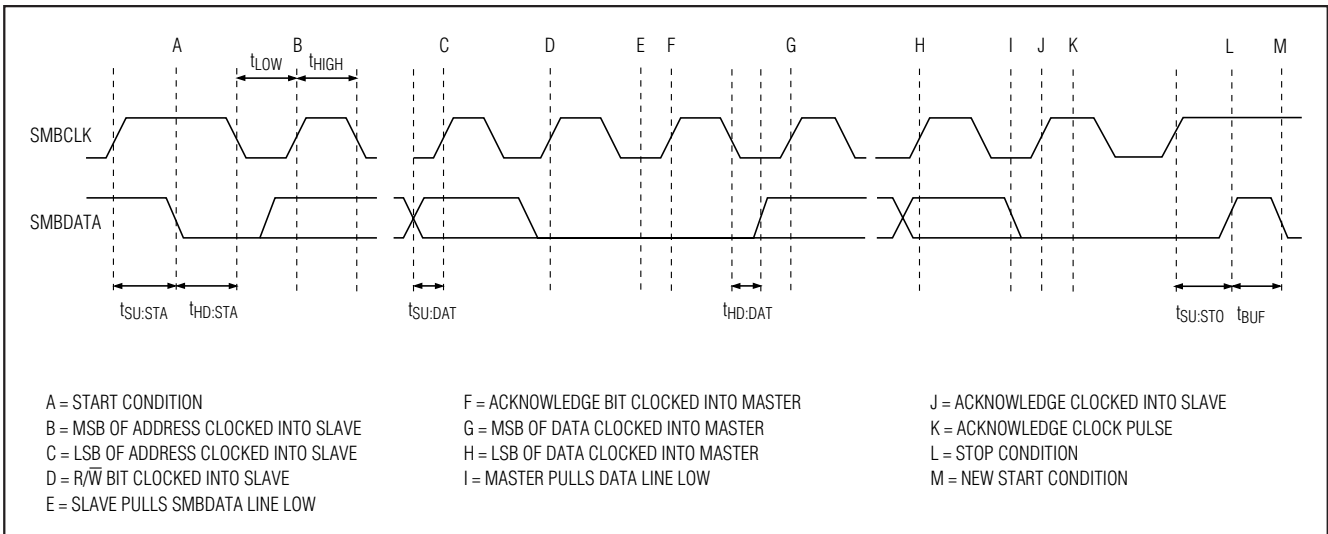 A B C D E F G H I J K L M
tLOW tHIGH
SMBCLK
SMBDATA
tSU:STA tHD:STA tSU:DAT tHD:DAT tSU:STO tBUF
A = START CONDITION
B = MSB OF ADDRESS CLOCKED INTO SLAVE
C = LSB OF ADDRESS CLOCKED INTO SLAVE
D = R/W̅ BIT CLOCKED INTO SLAVE
E = SLAVE PULLS SMBDATA LINE LOW
F = ACKNOWLEDGE BIT CLOCKED INTO MASTER
G = MSB OF DATA CLOCKED INTO MASTER
H = LSB OF DATA CLOCKED INTO MASTER
I = MASTER PULLS DATA LINE LOW
J = ACKNOWLEDGE CLOCKED INTO SLAVE
K = ACKNOWLEDGE CLOCK PULSE
L = STOP CONDITION
M = NEW START CONDITION